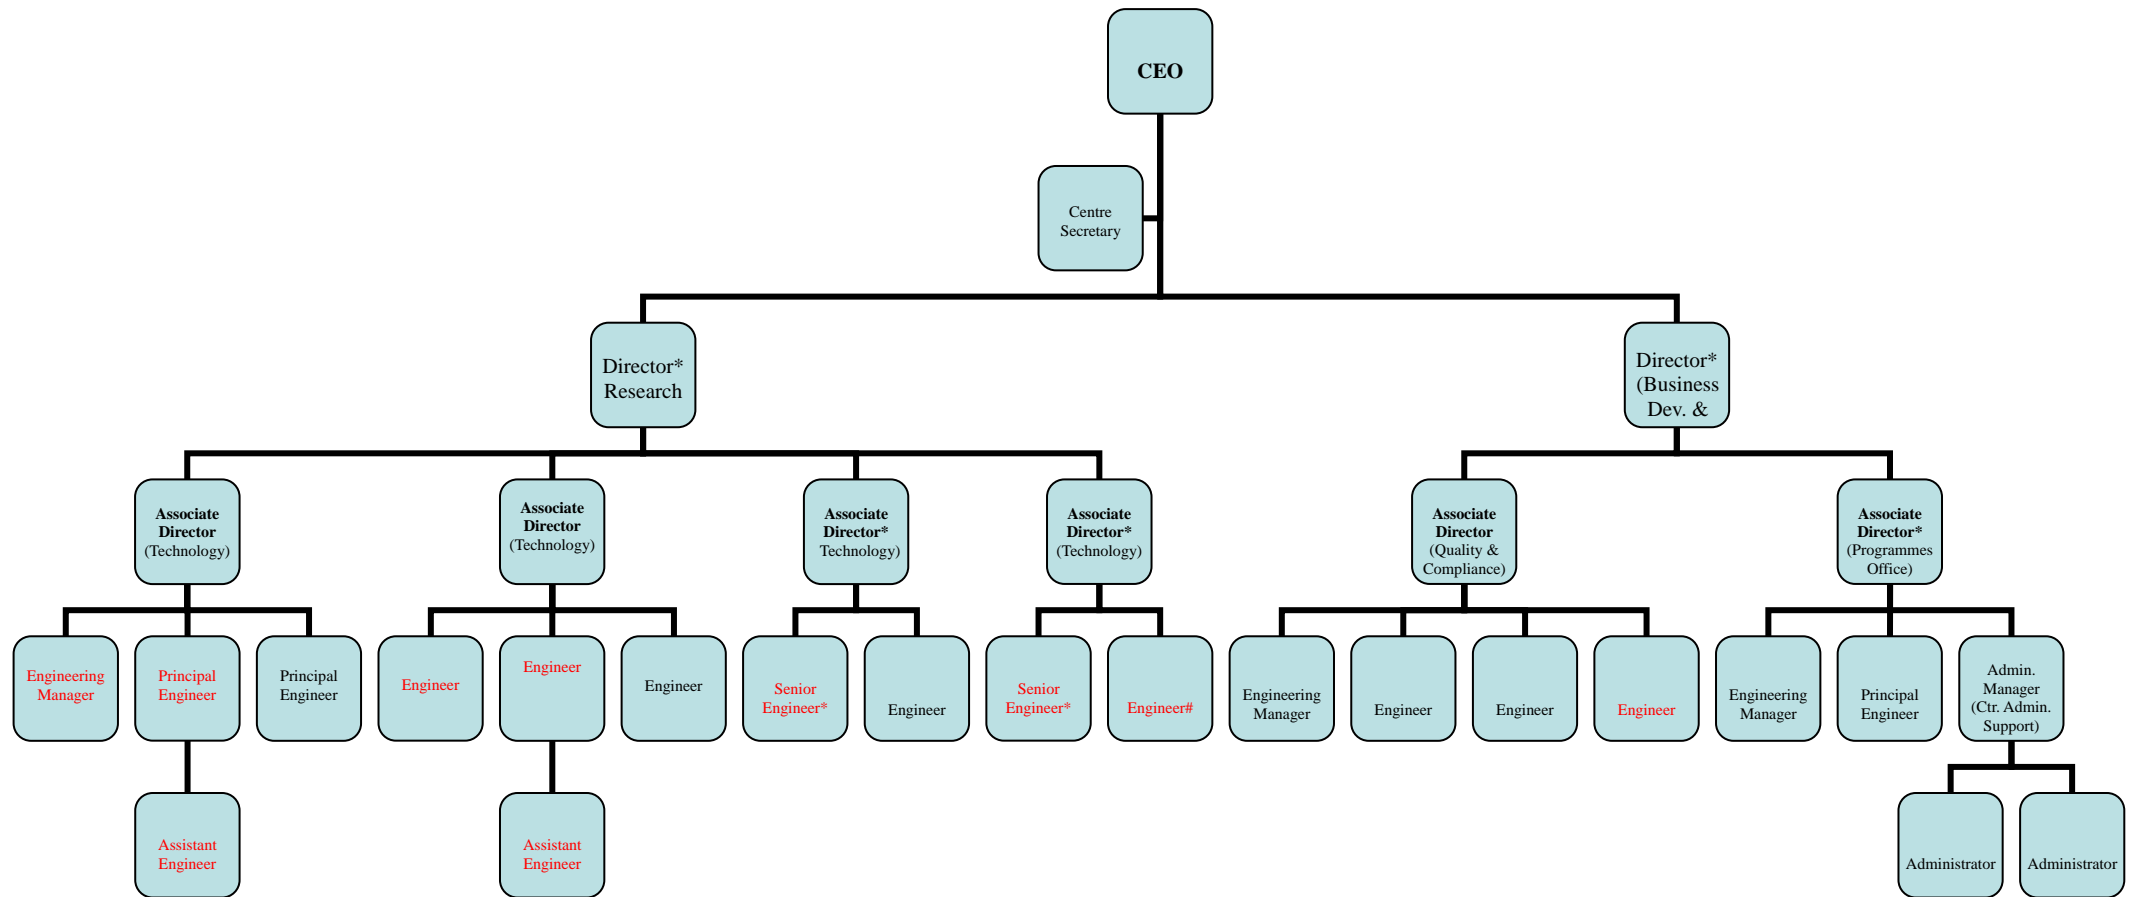 CEO
Centre
Secretary
Director*
Research
Director*
(Business
Dev. &
Associate
Director
(Technology)
Associate
Director
(Technology)
Associate
Director*
Technology)
Associate
Director*
(Technology)
Associate
Director
(Quality &
Compliance)
Associate
Director*
(Programmes
Office)
Engineering
Manager
Principal
Engineer
Principal
Engineer
Engineer
Engineer
Engineer
Senior
Engineer*
Engineer
Senior
Engineer*
Engineer#
Engineering
Manager
Engineer
Engineer
Engineer
Engineering
Manager
Principal
Engineer
Admin.
Manager
(Ctr. Admin.
Support)
Assistant
Engineer
Assistant
Engineer
Administrator
Administrator